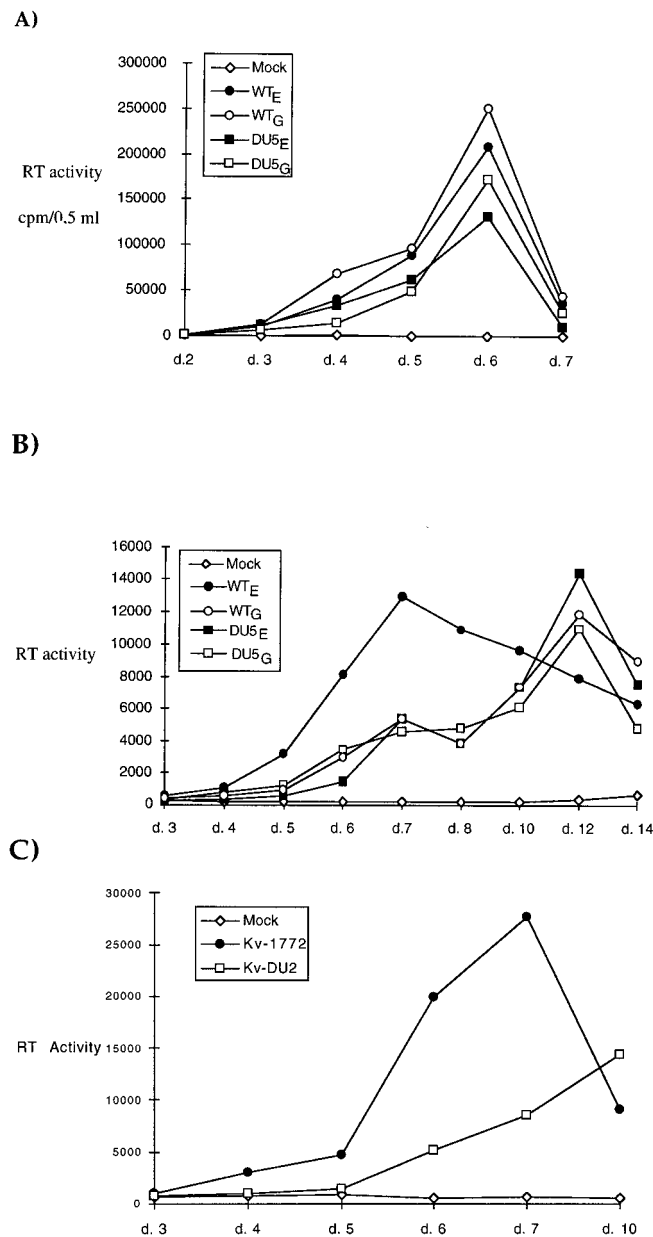 A)
300000
250000
200000
150000
100000
50000
0
RT activity
cpm/0.5 ml
Mock
WTE
WTG
DU5E
DU5G
d.2 d. 3 d. 4 d. 5 d. 6 d. 7
B)
16000
14000
12000
10000
8000
6000
4000
2000
0
RT activity
Mock
WTE
WTG
DU5E
DU5G
d. 3 d. 4 d. 5 d. 6 d.7 d. 8 d. 10 d. 12 d. 14
C)
30000
25000
20000
15000
10000
5000
0
RT Activity
Mock
Kv-1772
Kv-DU2
d. 3 d. 4 d. 5 d. 6 d. 7 d. 10